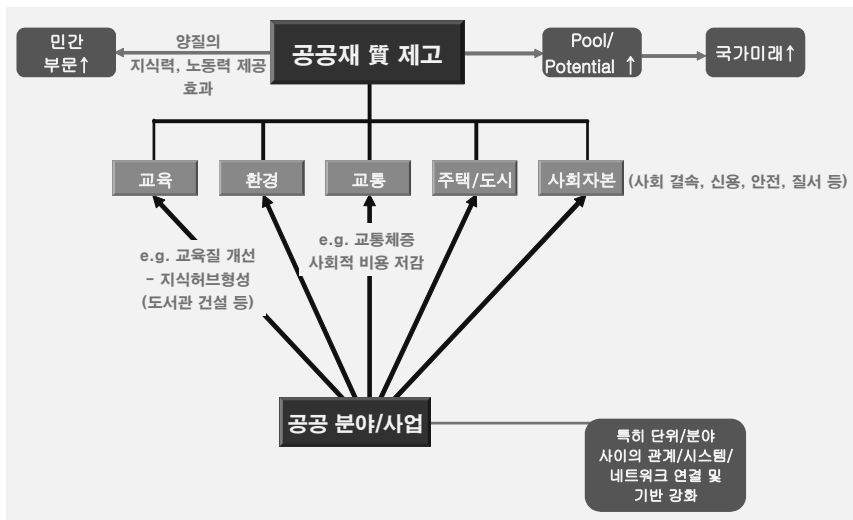 민간
부문↑
양질의
지식력, 노동력 제공
효과
공공재 質 제고
Pool/
Potential ↑
국가미래↑
교육
환경
교통
주택/도시
사회자본
(사회 결속, 신용, 안전, 질서 등)
e.g. 교육질 개선
- 지식허브형성
(도서관 건설 등)
e.g. 교통체증
사회적 비용 저감
공공 분야/사업
특히 단위/분야
사이의 관계/시스템/
네트워크 연결 및
기반 강화